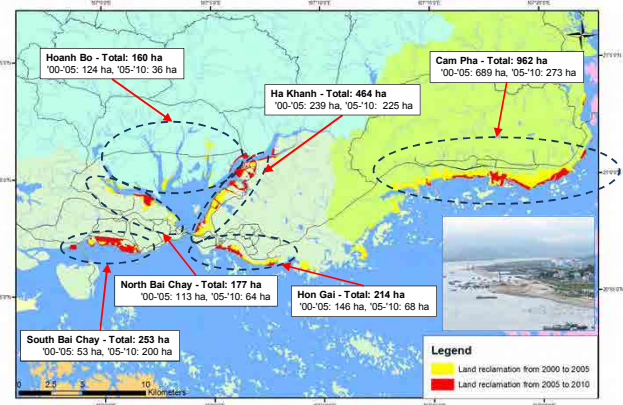 Hoanh Bo - Total: 160 ha
'00-'05: 124 ha, '05-'10: 36 ha
Ha Khanh - Total: 464 ha
'00-'05: 239 ha, '05-'10: 225 ha
Cam Pha - Total: 962 ha
'00-'05: 689 ha, '05-'10: 273 ha
North Bai Chay - Total: 177 ha
'00-'05: 113 ha, '05-'10: 64 ha
Hon Gai - Total: 214 ha
'00-'05: 146 ha, '05-'10: 68 ha
South Bai Chay - Total: 253 ha
'00-'05: 53 ha, '05-'10: 200 ha
Legend
Land reclamation from 2000 to 2005
Land reclamation from 2005 to 2010
0 2.5 5 10
Kilometers